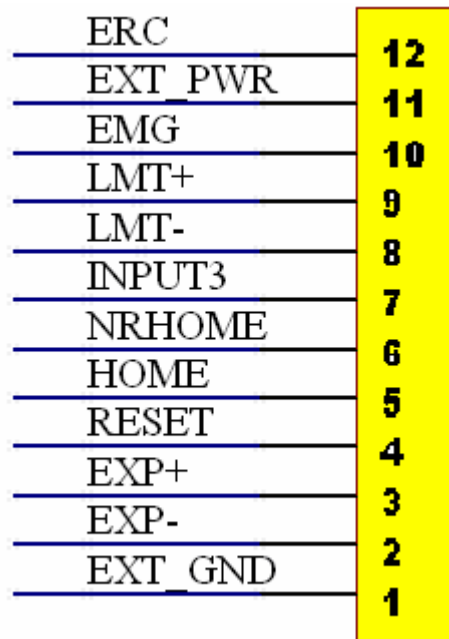 ERC 12
EXT_PWR 11
EMG 10
LMT+ 9
LMT- 8
INPUT3 7
NRHOME 6
HOME 5
RESET 4
EXP+ 3
EXP- 2
EXT_GND 1